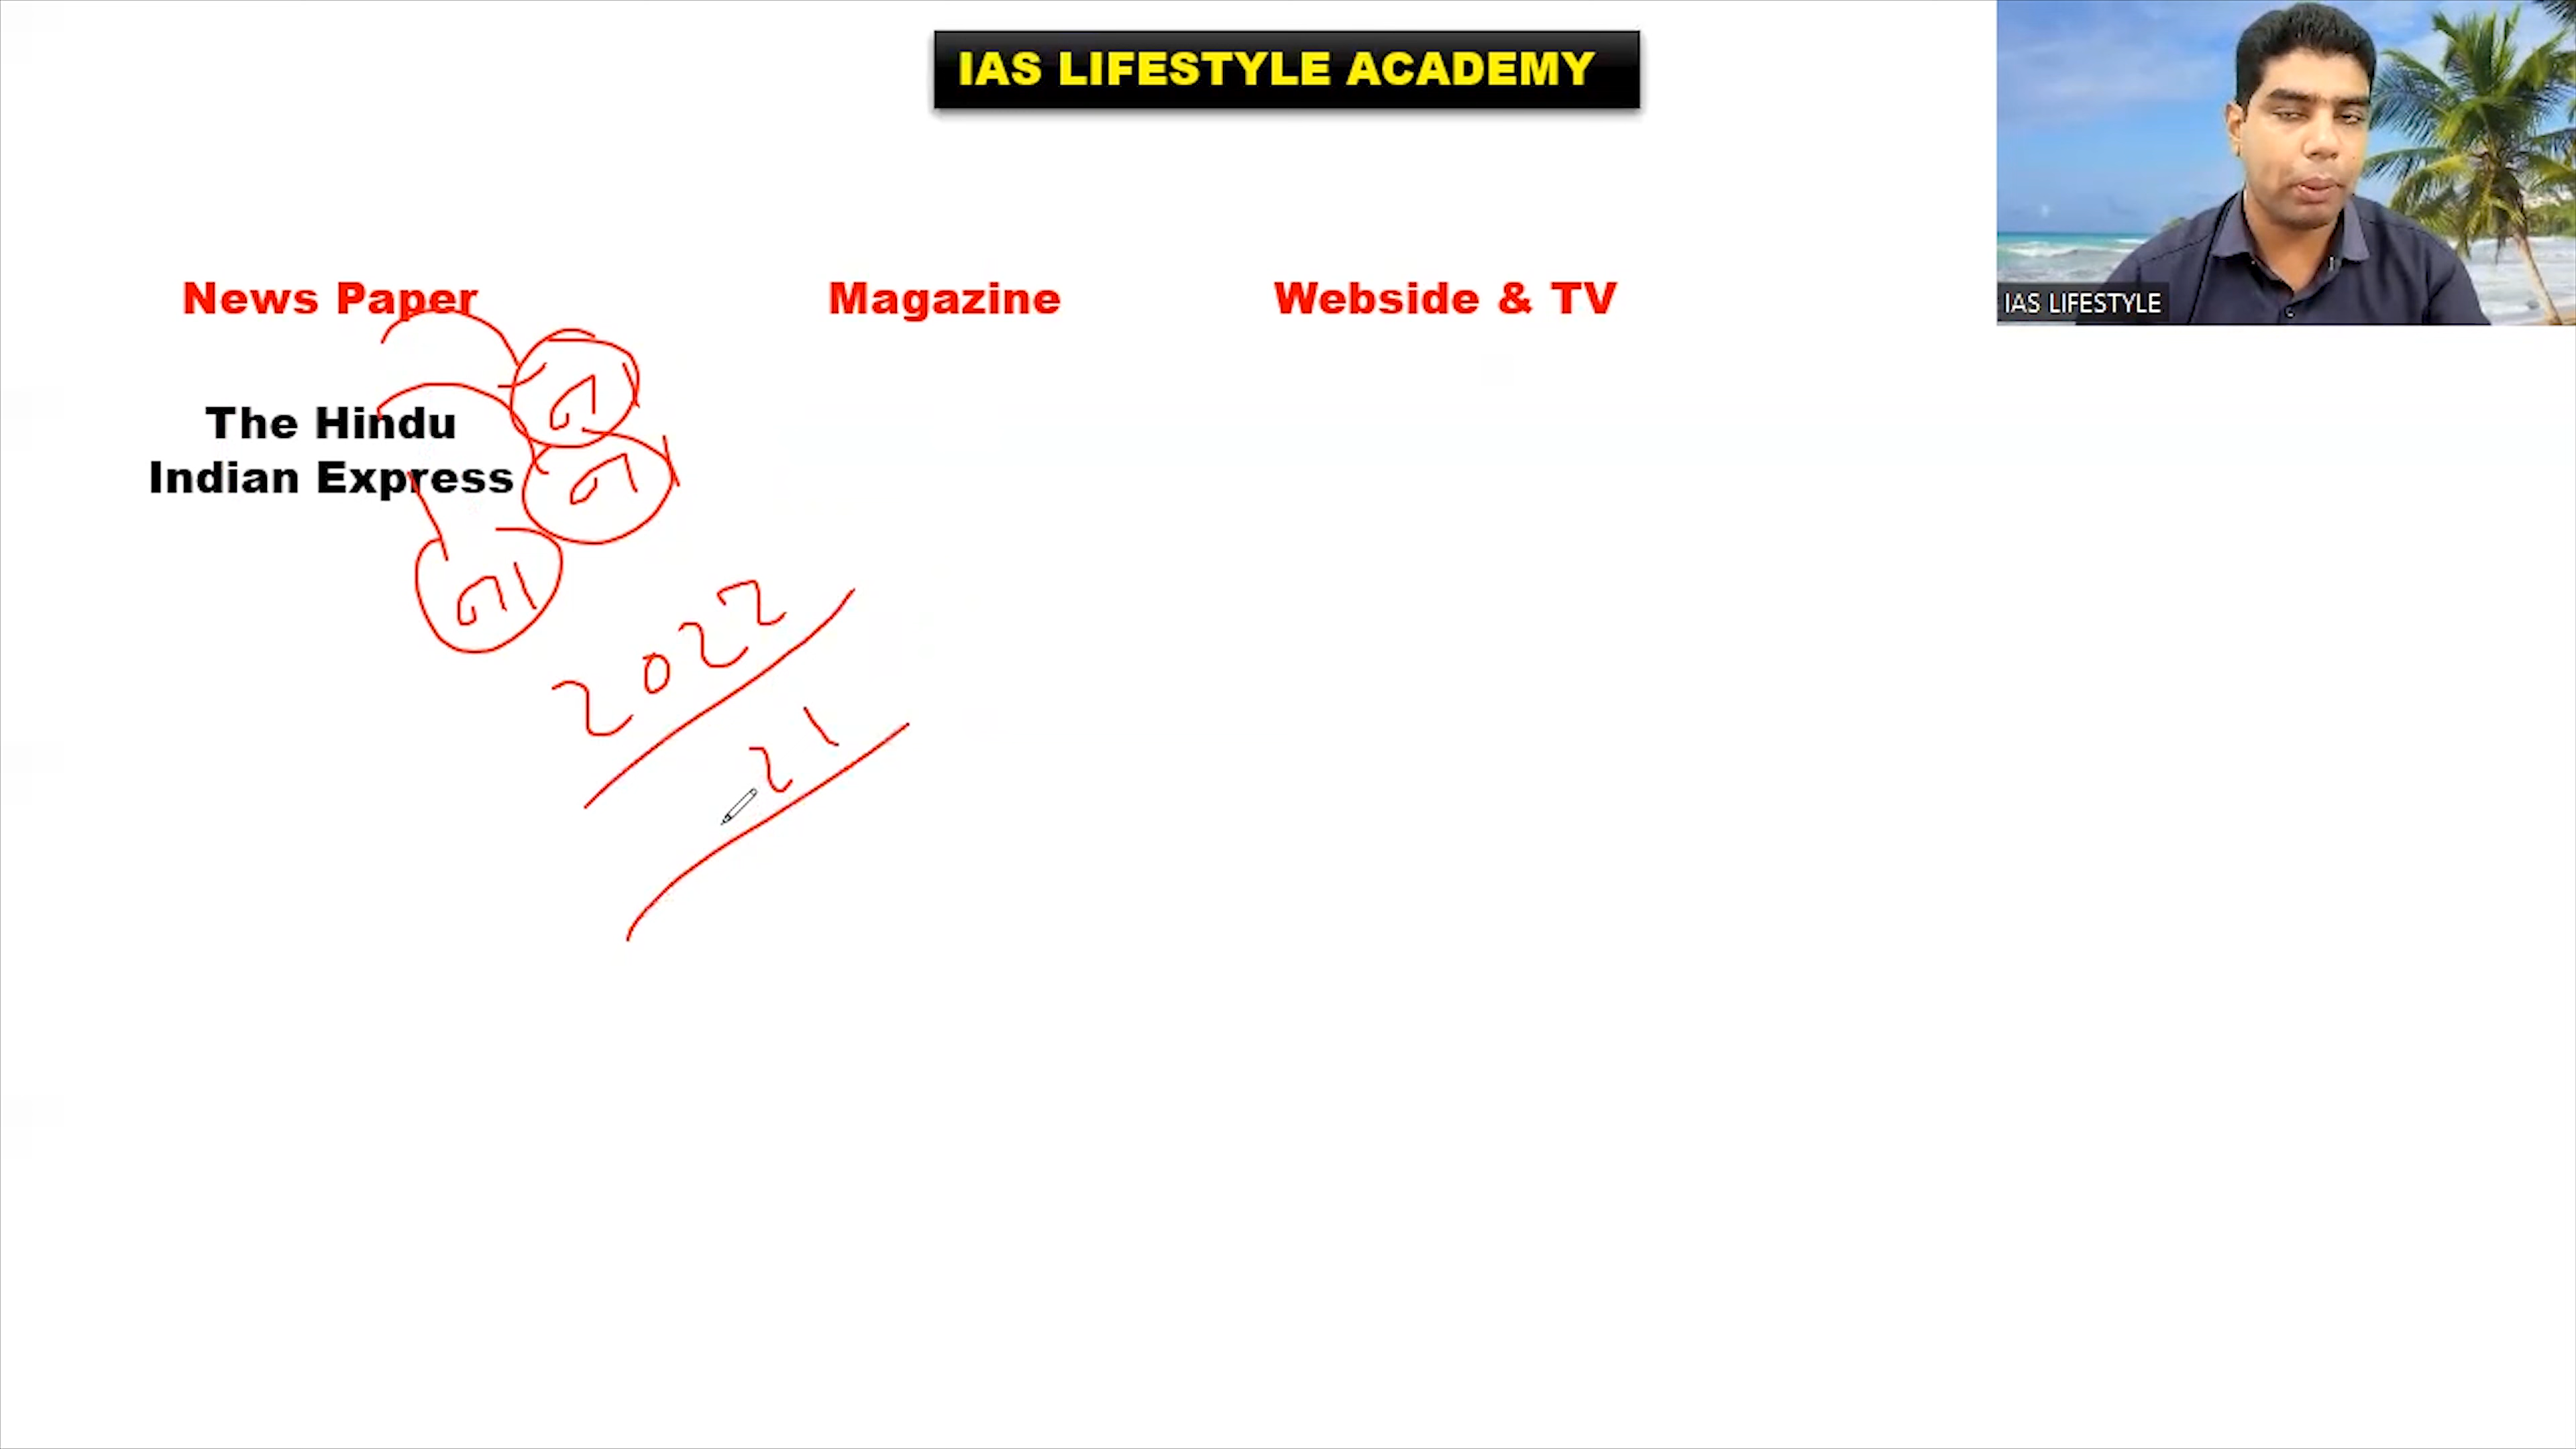 IAS LIFESTYLE ACADEMY
IAS LIFESTYLE
News Paper
Magazine
Webside & TV
The Hindu
Indian Express
2022
21